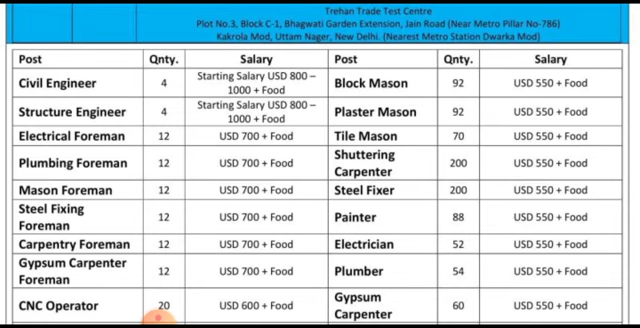 Trehan Trade Test Centre
Plot No.3, Block C-1, Bhagwati Garden Extension, Jain Road (Near Metro Pillar No-786)
Kakrola Mod, Uttam Nager, New Delhi. (Nearest Metro Station Dwarka Mod)
Post Qnty. Salary Post Qnty. Salary
Civil Engineer 4 Starting Salary USD 800 –
1000 + Food Block Mason 92 USD 550 + Food
Structure Engineer 4 Starting Salary USD 800 –
1000 + Food Plaster Mason 92 USD 550 + Food
Electrical Foreman 12 USD 700 + Food Tile Mason 70 USD 550 + Food
Plumbing Foreman 12 USD 700 + Food Shuttering
Carpenter 200 USD 550 + Food
Mason Foreman 12 USD 700 + Food Steel Fixer 200 USD 550 + Food
Steel Fixing
Foreman 12 USD 700 + Food Painter 88 USD 550 + Food
Carpentry Foreman 12 USD 700 + Food Electrician 52 USD 550 + Food
Gypsum Carpenter
Foreman 12 USD 700 + Food Plumber 54 USD 550 + Food
CNC Operator 20 USD 600 + Food Gypsum
Carpenter 60 USD 550 + Food